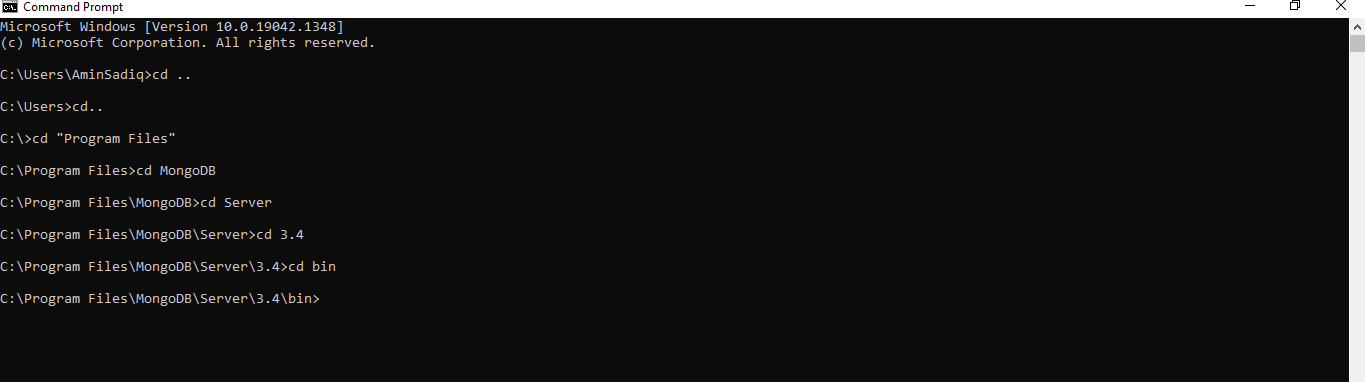 Command Prompt
Microsoft Windows [Version 10.0.19042.1348]
(c) Microsoft Corporation. All rights reserved.
C:\Users\AminSadiq>cd ..
C:\Users>cd..
C:\>cd "Program Files"
C:\Program Files>cd MongoDB
C:\Program Files\MongoDB>cd Server
C:\Program Files\MongoDB\Server>cd 3.4
C:\Program Files\MongoDB\Server\3.4>cd bin
C:\Program Files\MongoDB\Server\3.4\bin>